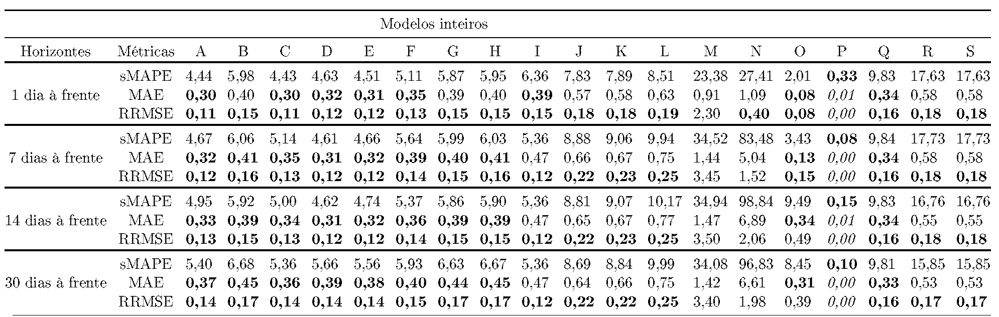 Modelos inteiros
Horizontes Métricas A B C D E F G H I J K L M N O P Q R S
sMAPE 4,44 5,98 4,43 4,63 4,51 5,11 5,87 5,95 6,36 7,83 7,89 8,51 23,38 27,41 2,01 0,33 9,83 17,63 17,63
1 dia à frente MAE 0,30 0,40 0,30 0,32 0,31 0,35 0,39 0,40 0,39 0,57 0,58 0,63 0,91 1,09 0,08 0,01 0,34 0,58 0,58
RRMSE 0,11 0,15 0,11 0,12 0,12 0,13 0,15 0,15 0,15 0,18 0,18 0,19 2,30 0,40 0,08 0,00 0,16 0,18 0,18
sMAPE 4,67 6,06 5,14 4,61 4,66 5,64 5,99 6,03 5,36 8,88 9,06 9,94 34,52 83,48 3,43 0,08 9,84 17,73 17,73
7 dias à frente MAE 0,32 0,41 0,35 0,31 0,32 0,39 0,40 0,41 0,47 0,66 0,67 0,75 1,44 5,04 0,13 0,00 0,34 0,58 0,58
RRMSE 0,12 0,16 0,13 0,12 0,12 0,14 0,15 0,16 0,12 0,22 0,23 0,25 3,45 1,52 0,15 0,00 0,16 0,18 0,18
sMAPE 4,95 5,92 5,00 4,62 4,74 5,37 5,86 5,90 5,36 8,81 9,07 10,17 34,94 98,84 9,49 0,15 9,83 16,76 16,76
14 dias à frente MAE 0,33 0,39 0,34 0,31 0,32 0,36 0,39 0,39 0,47 0,65 0,67 0,77 1,47 6,89 0,34 0,01 0,34 0,55 0,55
RRMSE 0,13 0,15 0,13 0,12 0,12 0,14 0,15 0,15 0,12 0,22 0,23 0,25 3,50 2,06 0,49 0,00 0,16 0,18 0,18
sMAPE 5,40 6,68 5,36 5,66 5,56 5,93 6,63 6,67 5,36 8,69 8,84 9,99 34,08 96,83 8,45 0,10 9,81 15,85 15,85
30 dias à frente MAE 0,37 0,45 0,36 0,39 0,38 0,40 0,44 0,45 0,47 0,64 0,66 0,75 1,42 6,61 0,31 0,00 0,33 0,53 0,53
RRMSE 0,14 0,17 0,14 0,14 0,14 0,15 0,17 0,17 0,12 0,22 0,22 0,25 3,40 1,98 0,39 0,00 0,16 0,17 0,17